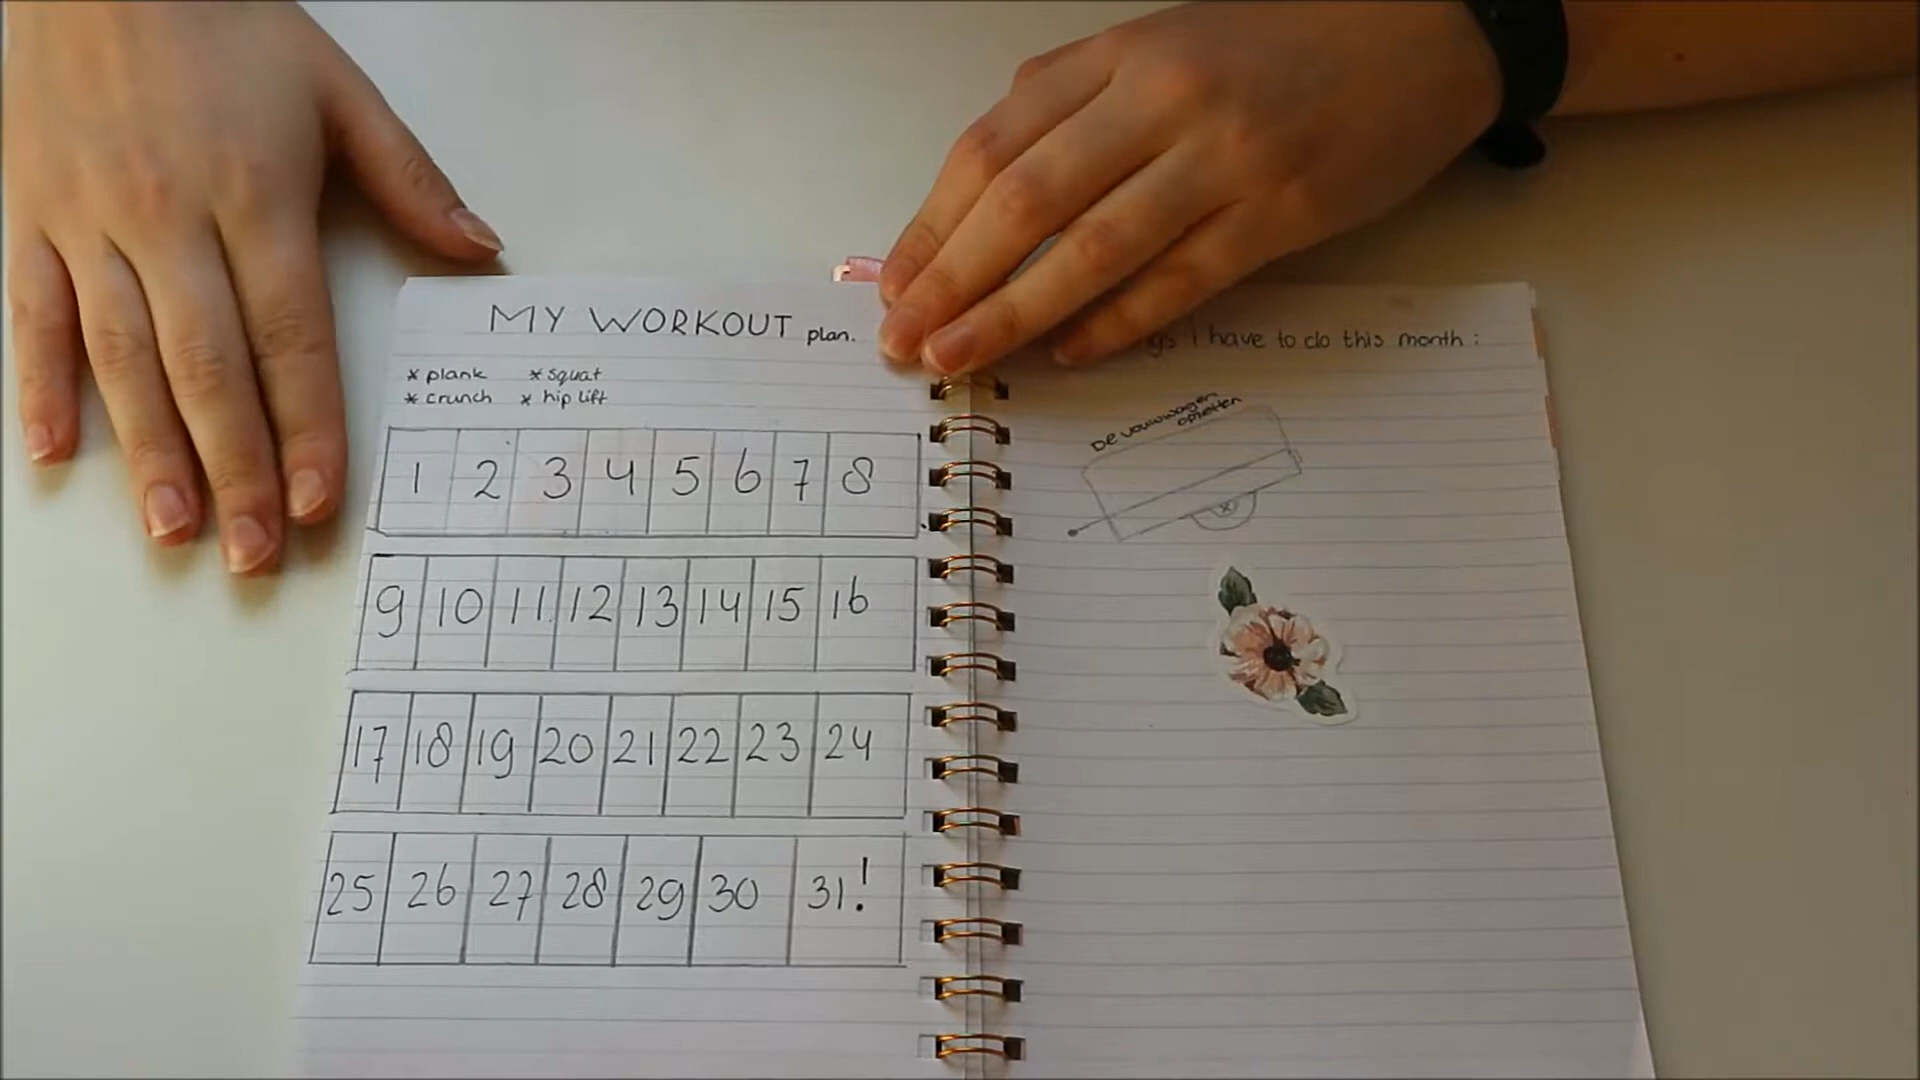 MY WORKOUT plan.
* plank * squat
* crunch * hip lift
1 2 3 4 5 6 7 8
9 10 11 12 13 14 15 16
17 18 19 20 21 22 23 24
25 26 27 28 29 30 31!
I have to do this month :
De vouwwagen
opzetten